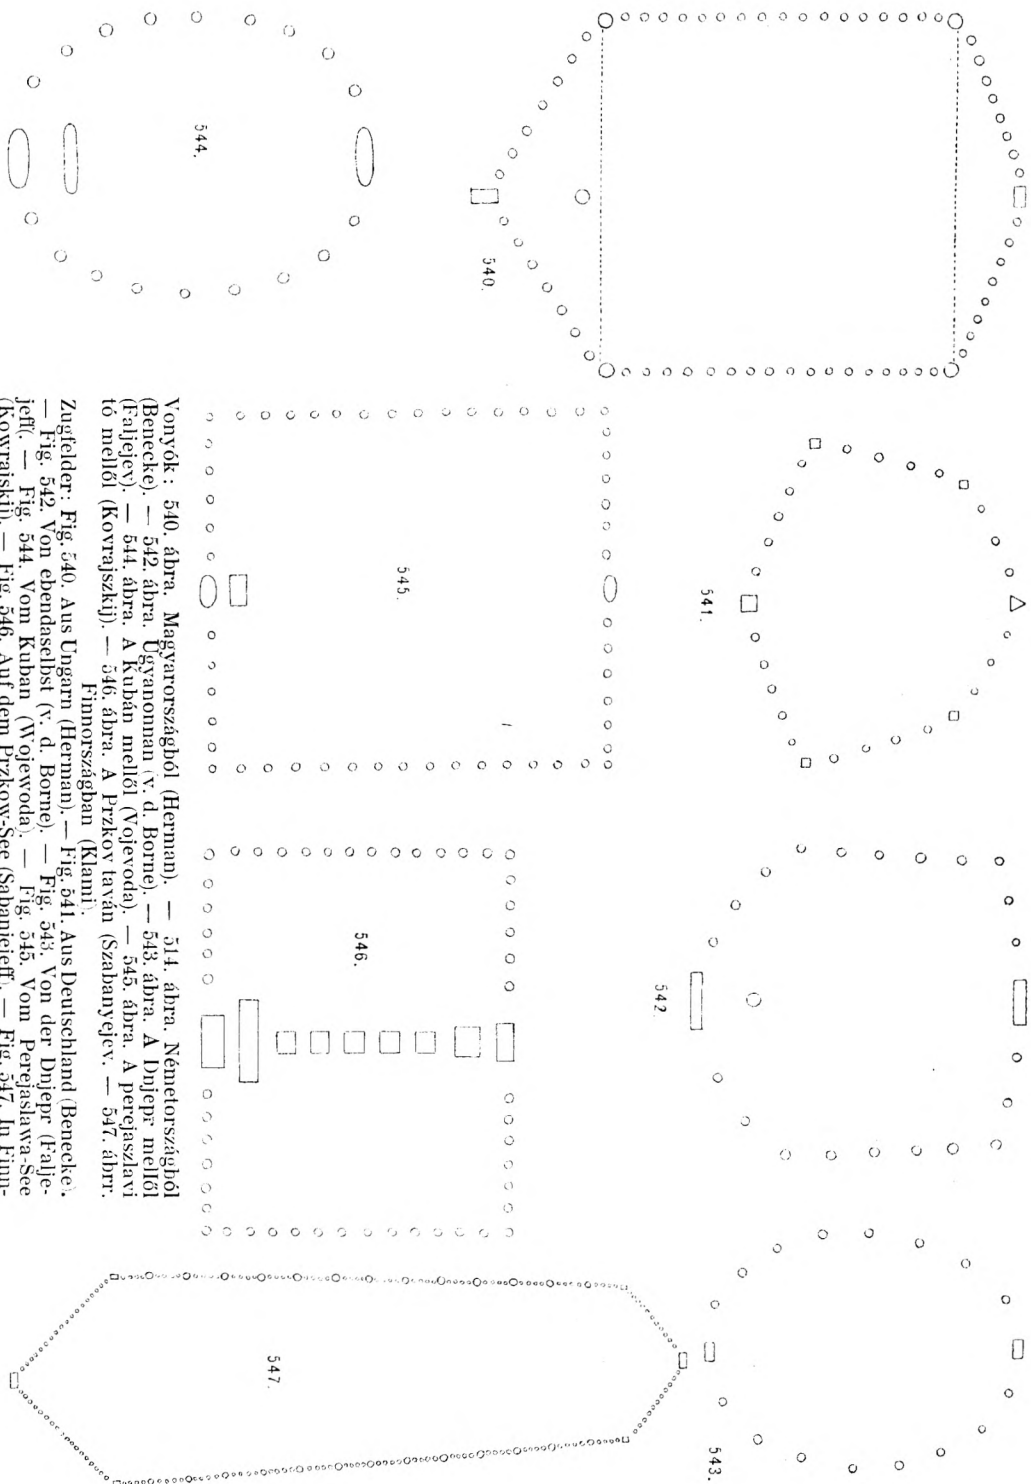 540.
541.
542.
543.
544.
545.
546.
547.
Vonyók : 540. ábra. Magyarországból (Herman). — 514. ábra. Németországból
(Benecke). — 542. ábra. Ugyanonnan (v. d. Borne). — 543. ábra. A Dnjepr mellől
(Faljejev). — 544. ábra. A Kubán mellől (Vojevoda). — 545. ábra. A perejaszlavi
tó mellől (Kovrajszkij). — 546. ábra. A Przkov taván (Szabanyejev. — 547. ábrr.
Finnországban (Klami).
Zugfelder: Fig. 540. Aus Ungarn (Herman). — Fig. 541. Aus Deutschland (Benecke).
— Fig. 542. Von ebendaselbst (v. d. Borne). — Fig. 543. Von der Dnjepr (Falje-
jeff). — Fig. 544. Vom Kuban (Wojewoda). — Fig. 545. Vom Perejaslawa-See
(Kowrajskij). — Fig. 546. Auf dem Przkow-See (Sabanjejeff). — Fig. 547. In Finn-